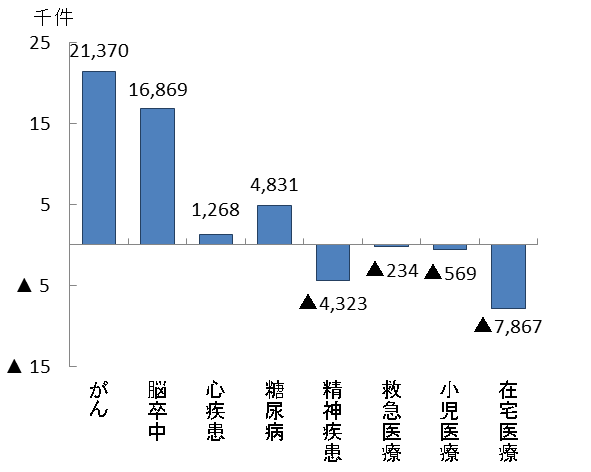 千件
25
15
5
▲ 5
▲ 15
21,370
16,869
1,268
4,831
▲4,323
▲234
▲569
▲7,867
がん
脳卒中
心疾患
糖尿病
精神疾患
救急医療
小児医療
在宅医療